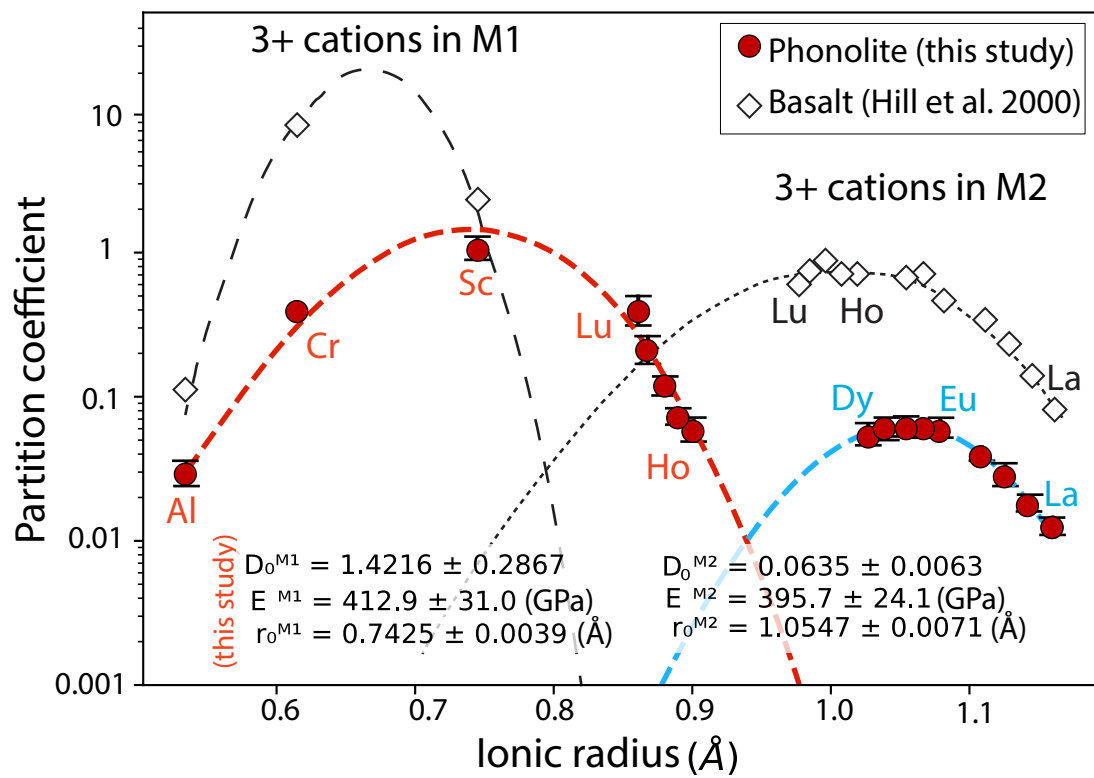 3+ cations in M1
Phonolite (this study)
Basalt (Hill et al. 2000)
3+ cations in M2
Partition coefficient
10
1
0.1
0.01
0.001
Al
Cr
Sc
Lu
Ho
Lu
Ho
La
Dy
Eu
La
(this study)
D₀ᴹ¹ = 1.4216 ± 0.2867
E ᴹ¹ = 412.9 ± 31.0 (GPa)
r₀ᴹ¹ = 0.7425 ± 0.0039 (Å)
D₀ᴹ² = 0.0635 ± 0.0063
E ᴹ² = 395.7 ± 24.1 (GPa)
r₀ᴹ² = 1.0547 ± 0.0071 (Å)
0.6
0.7
0.8
0.9
1.0
1.1
Ionic radius (Å)